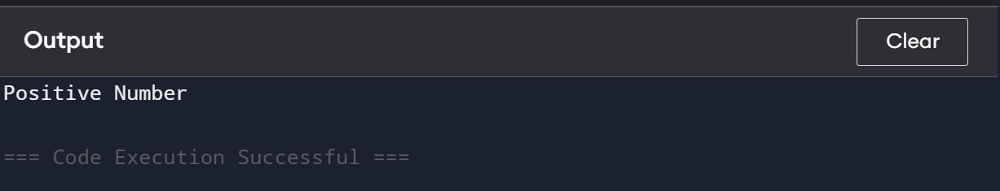 Output
Clear
Positive Number
=== Code Execution Successful ===